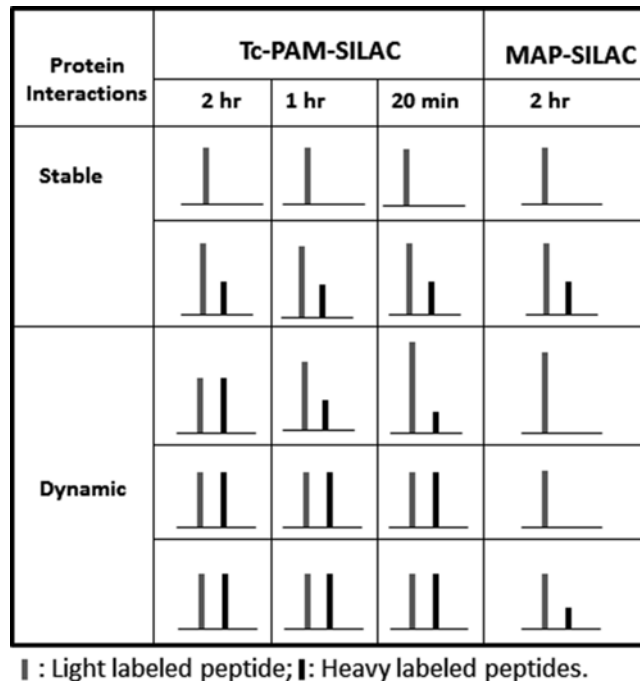 Protein
Interactions
Tc-PAM-SILAC
MAP-SILAC
2 hr
1 hr
20 min
2 hr
Stable
Dynamic
: Light labeled peptide; : Heavy labeled peptides.